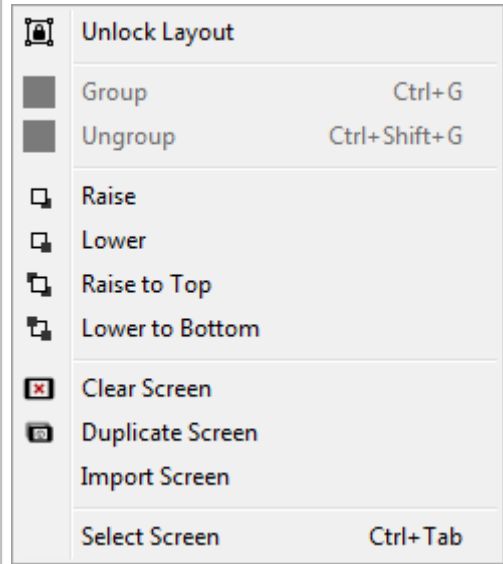 Unlock Layout
Group Ctrl+G
Ungroup Ctrl+Shift+G
Raise
Lower
Raise to Top
Lower to Bottom
Clear Screen
Duplicate Screen
Import Screen
Select Screen Ctrl+Tab